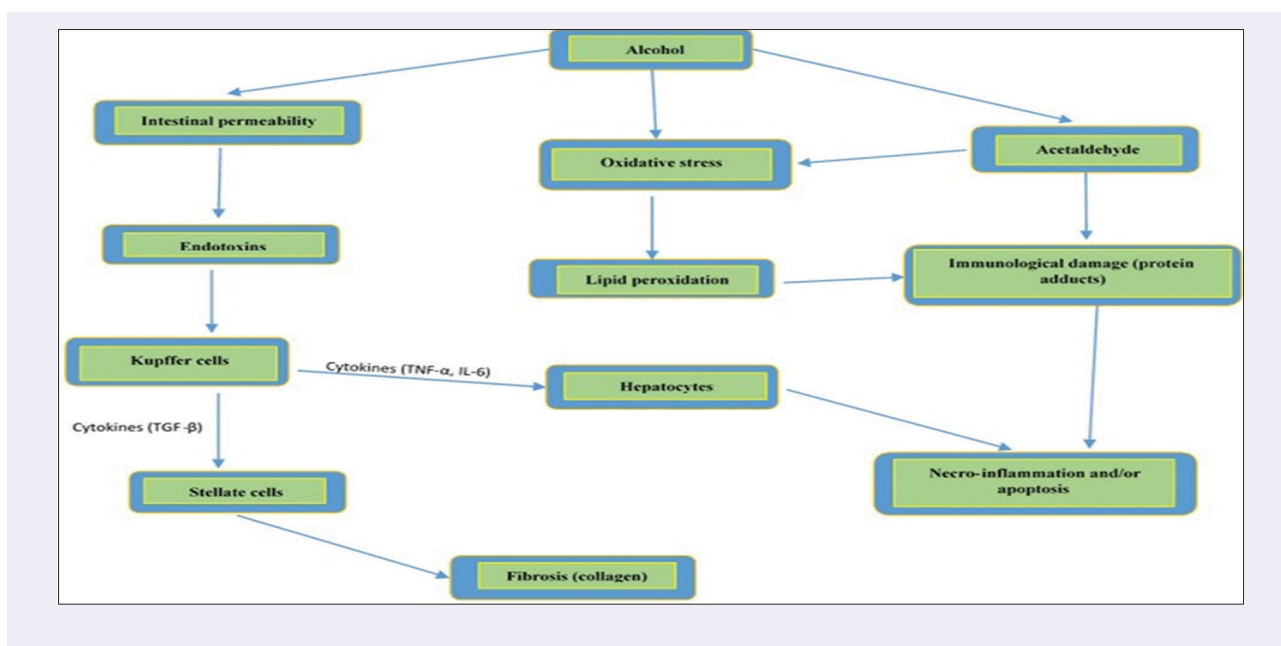 Alcohol
Intestinal permeability
Oxidative stress
Acetaldehyde
Endotoxins
Lipid peroxidation
Immunological damage (protein
adducts)
Kupffer cells
Cytokines (TNF-α, IL-6)
Hepatocytes
Cytokines (TGF-β)
Stellate cells
Necro-inflammation and/or
apoptosis
Fibrosis (collagen)